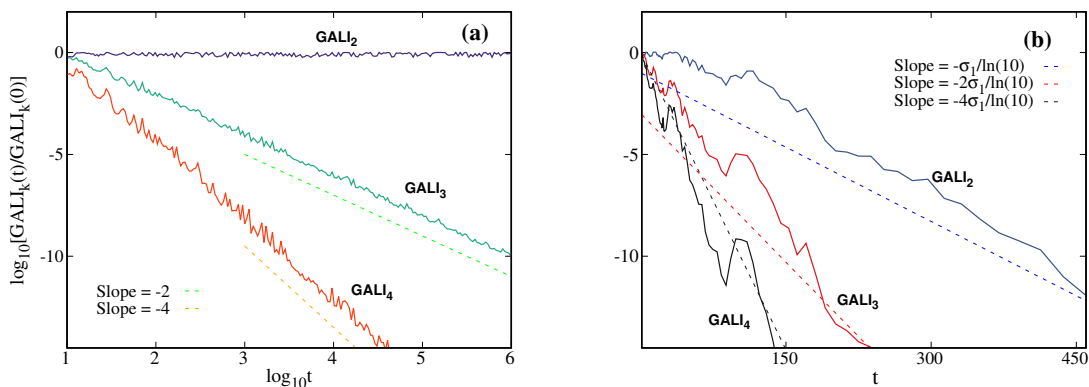 (a)
GALI2
GALI3
GALI4
Slope = -2
Slope = -4
0
-5
-10
1
2
3
4
5
6
log10t
log10[GALIk(t)/GALIk(0)]
(b)
Slope = -σ1/ln(10)
Slope = -2σ1/ln(10)
Slope = -4σ1/ln(10)
GALI2
GALI3
GALI4
0
-5
-10
150
300
450
t